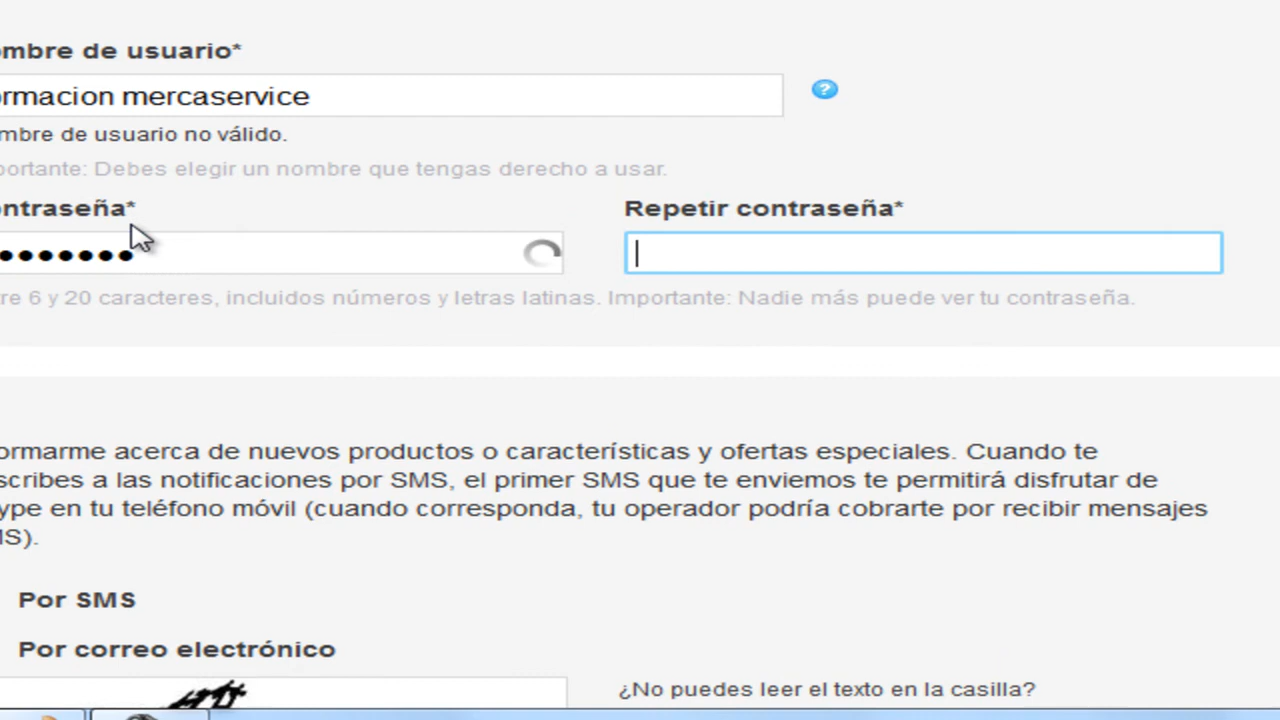 ombre de usuario*
ormacion mercaservice
mbre de usuario no válido.
portante: Debes elegir un nombre que tengas derecho a usar.
ontraseña*
Repetir contraseña*
re 6 y 20 caracteres, incluidos números y letras latinas. Importante: Nadie más puede ver tu contraseña.
ormarme acerca de nuevos productos o características y ofertas especiales. Cuando te
scribes a las notificaciones por SMS, el primer SMS que te enviemos te permitirá disfrutar de
ype en tu teléfono móvil (cuando corresponda, tu operador podría cobrarte por recibir mensajes
MS).
Por SMS
Por correo electrónico
¿No puedes leer el texto en la casilla?